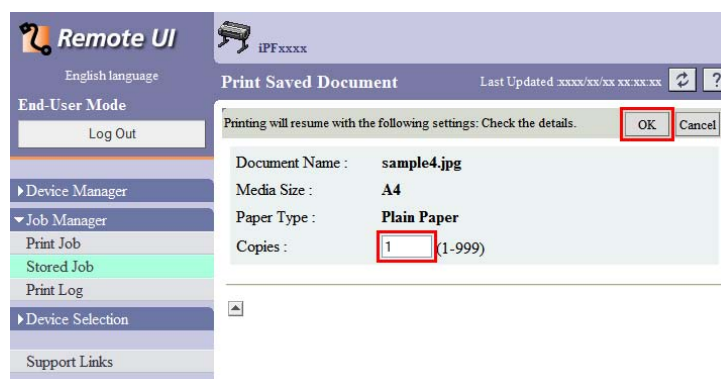 Remote UI
English language
End-User Mode
Log Out
Device Manager
Job Manager
Print Job
Stored Job
Print Log
Device Selection
Support Links
iPFxxxx
Print Saved Document
Last Updated :xxxx/xx/xx xx:xx:xx
?
Printing will resume with the following settings: Check the details.
OK
Cancel
Document Name : sample4.jpg
Media Size : A4
Paper Type : Plain Paper
Copies : 1 (1-999)